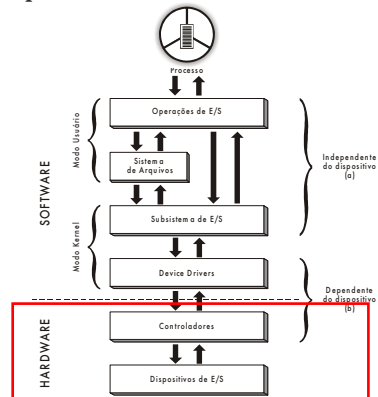 Processo
Operações de E/S
Modo Usuário
Sistema
de Arquivos
SOFTWARE
Independente
do dispositivo
(a)
Subsistema de E/S
Modo Kernel
Device Drivers
Dependente
do dispositivo
(b)
Controladores
HARDWARE
Dispositivos de E/S